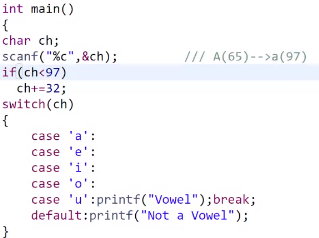 int main()
{
char ch;
scanf("%c",&ch);          /// A(65)-->a(97)
if(ch<97)
  ch+=32;
switch(ch)
{
    case 'a':
    case 'e':
    case 'i':
    case 'o':
    case 'u':printf("Vowel");break;
    default:printf("Not a Vowel");
}